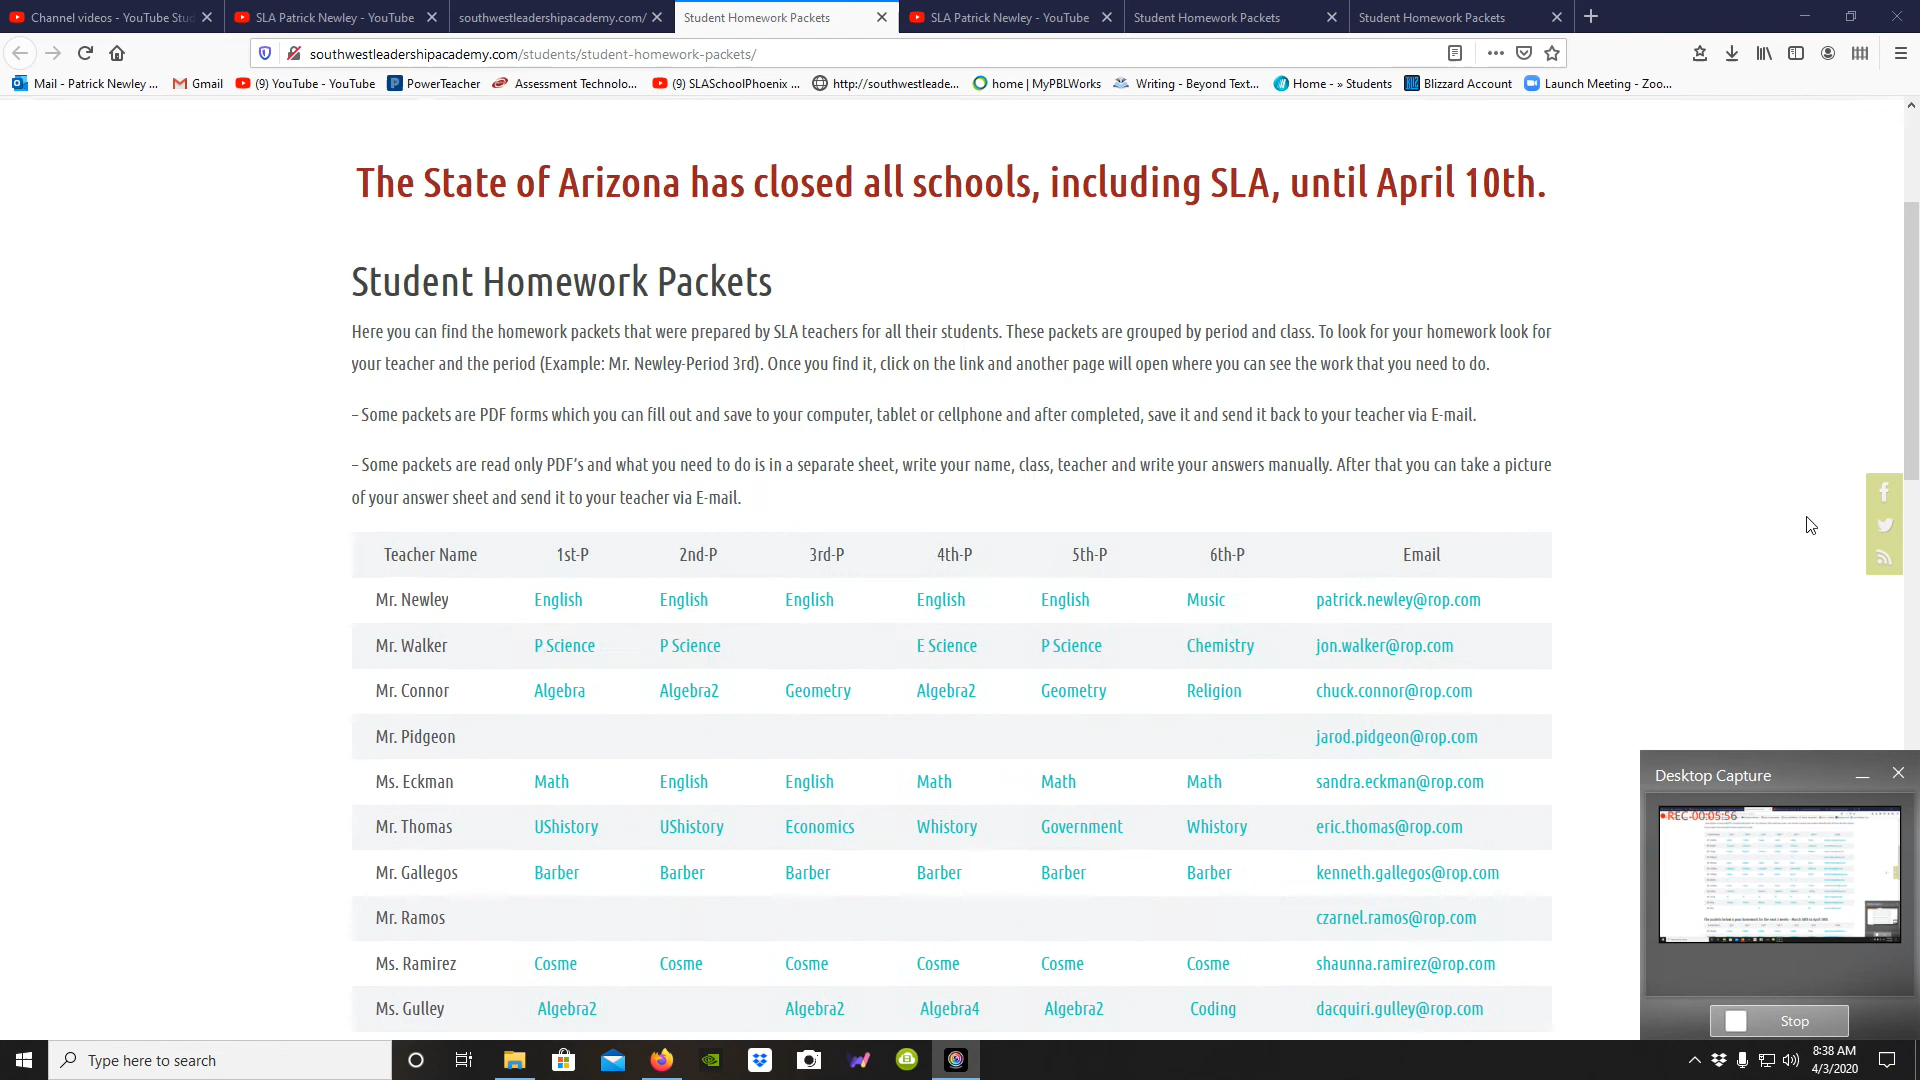 Channel videos - YouTube Stud
SLA Patrick Newley - YouTube
southwestleadershipacademy.com/
Student Homework Packets
SLA Patrick Newley - YouTube
Student Homework Packets
Student Homework Packets
southwestleadershipacademy.com/students/student-homework-packets/
Mail - Patrick Newley ...
Gmail
(9) YouTube - YouTube
PowerTeacher
Assessment Technolo...
(9) SLASchoolPhoenix ...
http://southwestleade...
home | MyPBLWorks
Writing - Beyond Text...
Home - » Students
Blizzard Account
Launch Meeting - Zoo...
The State of Arizona has closed all schools, including SLA, until April 10th.
Student Homework Packets
Here you can find the homework packets that were prepared by SLA teachers for all their students. These packets are grouped by period and class. To look for your homework look for
your teacher and the period (Example: Mr. Newley-Period 3rd). Once you find it, click on the link and another page will open where you can see the work that you need to do.
– Some packets are PDF forms which you can fill out and save to your computer, tablet or cellphone and after completed, save it and send it back to your teacher via E-mail.
– Some packets are read only PDF’s and what you need to do is in a separate sheet, write your name, class, teacher and write your answers manually. After that you can take a picture
of your answer sheet and send it to your teacher via E-mail.
Teacher Name 1st-P 2nd-P 3rd-P 4th-P 5th-P 6th-P Email
Mr. Newley English English English English English Music patrick.newley@rop.com
Mr. Walker P Science P Science E Science P Science Chemistry jon.walker@rop.com
Mr. Connor Algebra Algebra2 Geometry Algebra2 Geometry Religion chuck.connor@rop.com
Mr. Pidgeon jarod.pidgeon@rop.com
Ms. Eckman Math English English Math Math Math sandra.eckman@rop.com
Mr. Thomas UShistory UShistory Economics Whistory Government Whistory eric.thomas@rop.com
Mr. Gallegos Barber Barber Barber Barber Barber Barber kenneth.gallegos@rop.com
Mr. Ramos czarnel.ramos@rop.com
Ms. Ramirez Cosme Cosme Cosme Cosme Cosme Cosme shaunna.ramirez@rop.com
Ms. Gulley Algebra2 Algebra2 Algebra4 Algebra2 Coding dacquiri.gulley@rop.com
Desktop Capture
REC-00:05:56
Stop
Type here to search
8:38 AM
4/3/2020